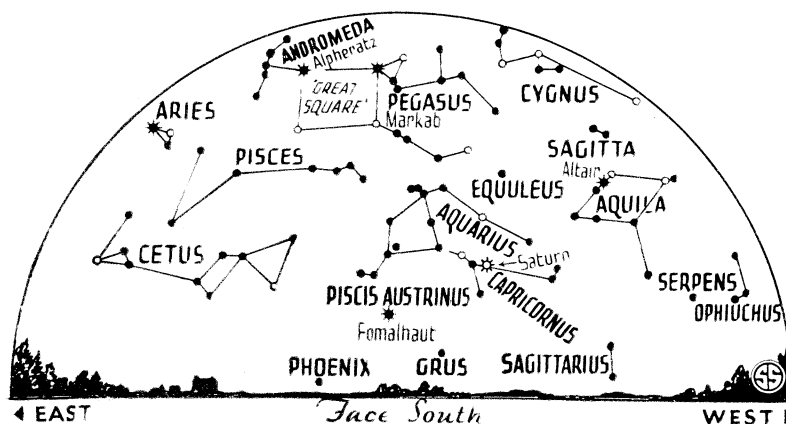 ANDROMEDA
Alpheratz
'GREAT
SQUARE'
PEGASUS
Markab
CYGNUS
ARIES
PISCES
SAGITTA
Altair
EQUULEUS
AQUILA
AQUARIUS
CETUS
Saturn
SERPENS
OPHIUCHUS
PISCIS AUSTRINUS
CAPRICORNUS
Fomalhaut
PHOENIX
GRUS
SAGITTARIUS
SS
EAST
Face South
WEST